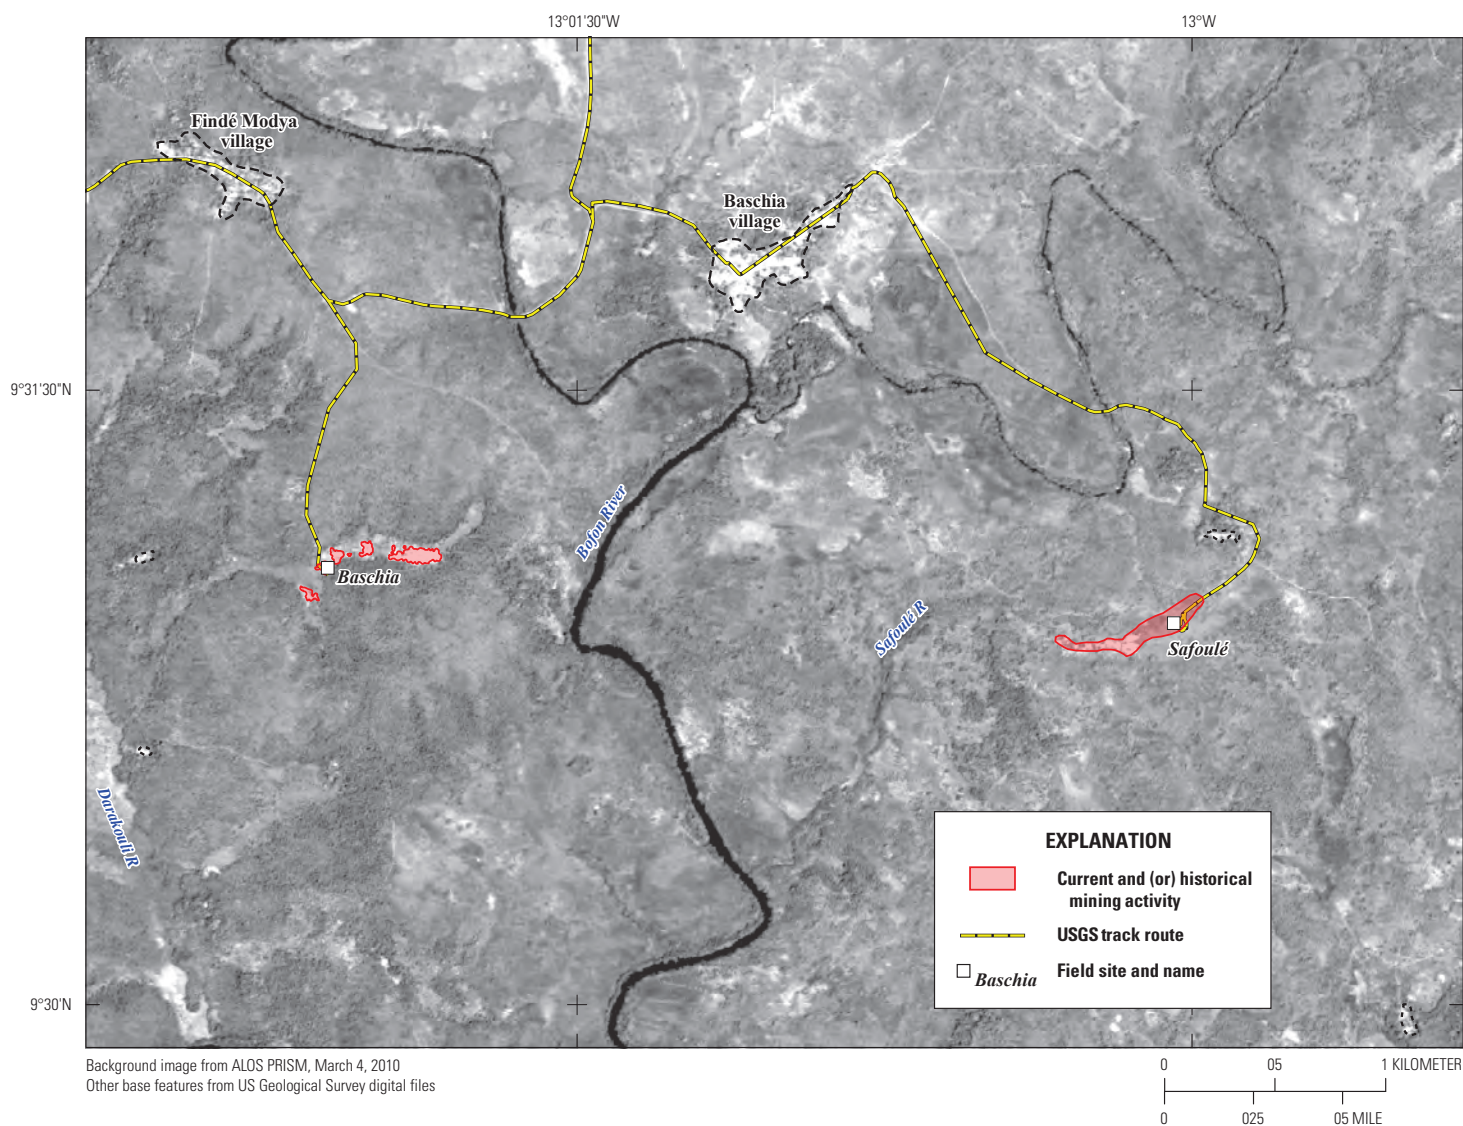 13°01'30"W
13°W
Findé Modya
village
Baschia
village
9°31'30"N
Bofon River
Baschia
Safoulé R
Safoulé
Darakouli R
EXPLANATION
Current and (or) historical
mining activity
USGS track route
Baschia
Field site and name
9°30'N
Background image from ALOS PRISM, March 4, 2010
Other base features from US Geological Survey digital files
0 05 1 KILOMETER
0 025 05 MILE